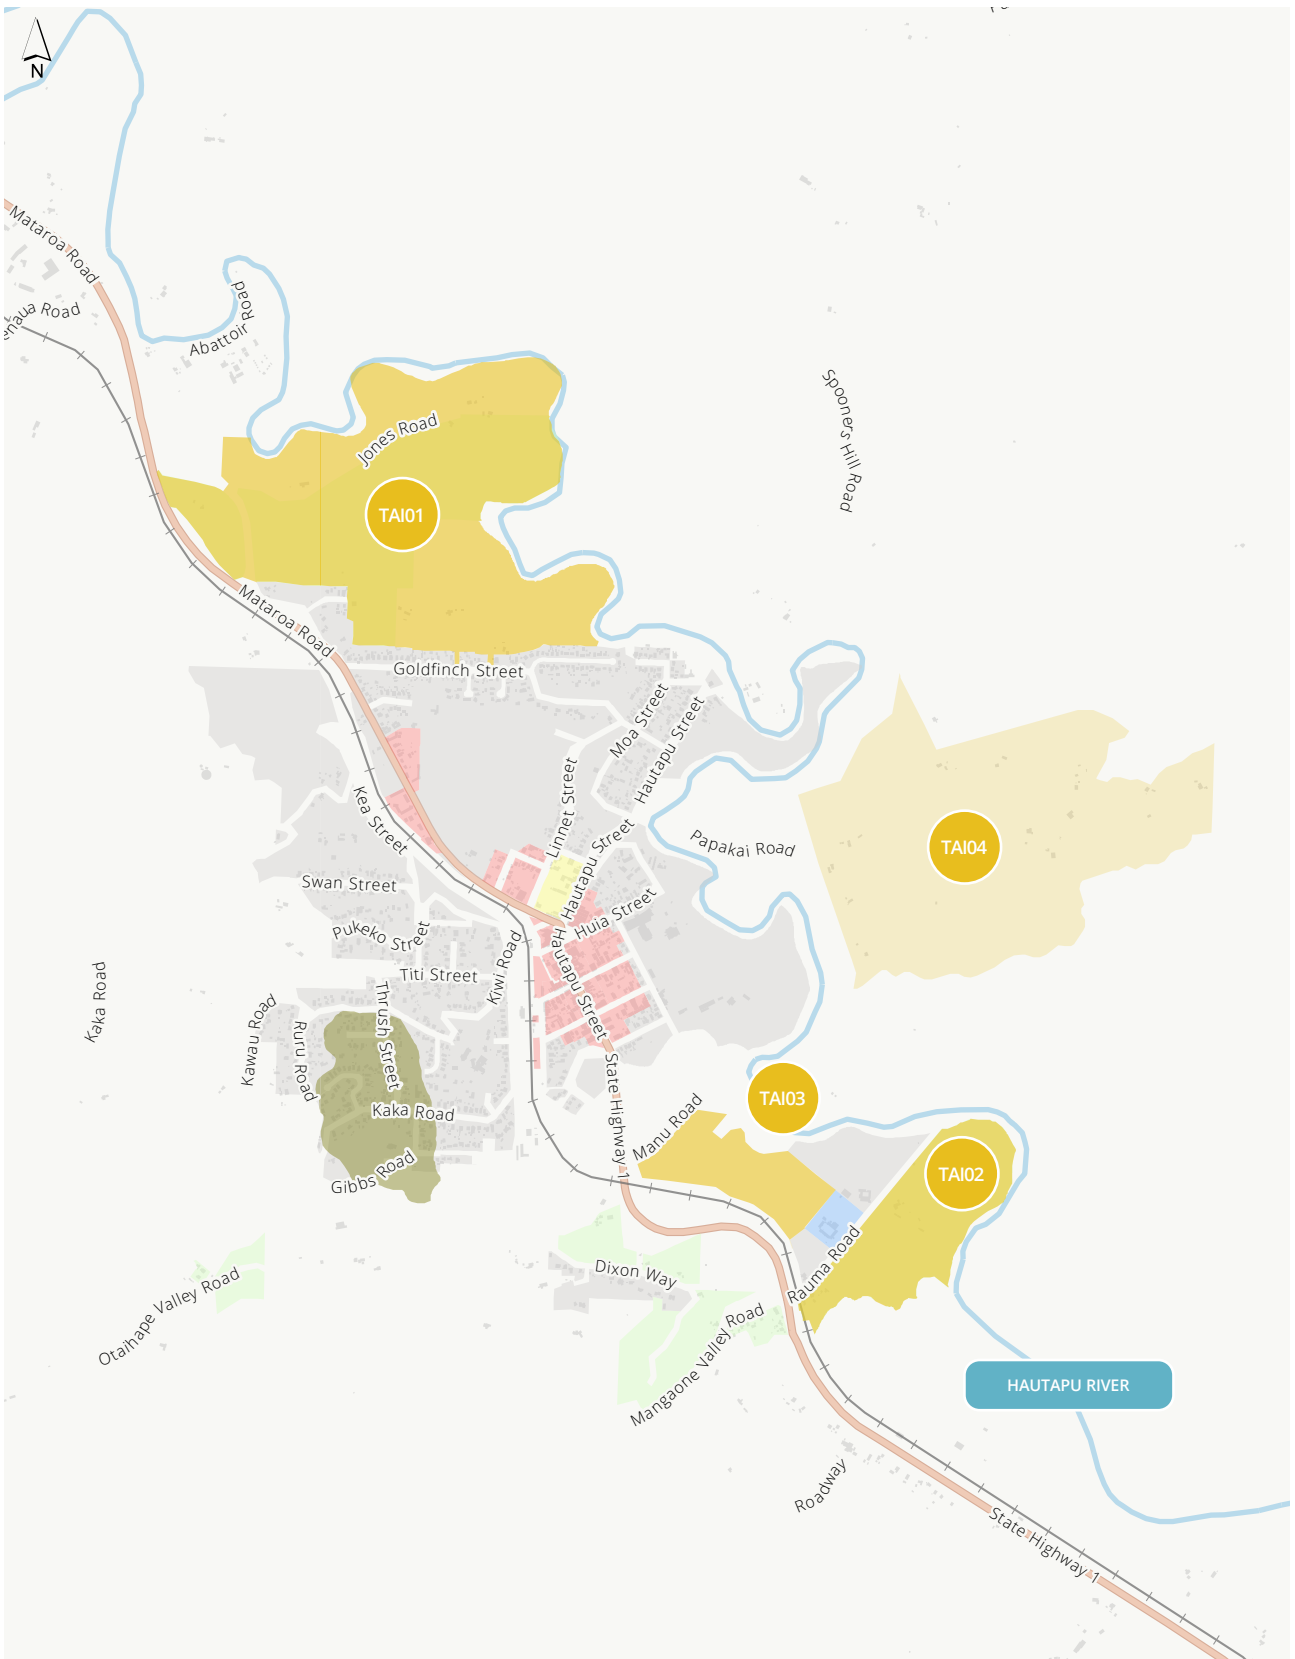 N
Mataroa Road
enaua Road
Abattoir Road
Jones Road
Spooners Hill Road
TAI01
Mataroa Road
Goldfinch Street
Moa Street
Hautapu Street
Linnet Street
Kea Street
Hautapu Street
Papakai Road
TAI04
Swan Street
Huia Street
Pukeko Street
Hautapu Street
Titi Street
Kiwi Road
Kaka Road
Kawau Road
Ruru Road
Thrush Street
State Highway 1
TAI03
Kaka Road
Manu Road
Gibbs Road
TAI02
Rauma Road
Dixon Way
Otaihape Valley Road
Mangaone Valley Road
HAUTAPU RIVER
Roadway
State Highway 1